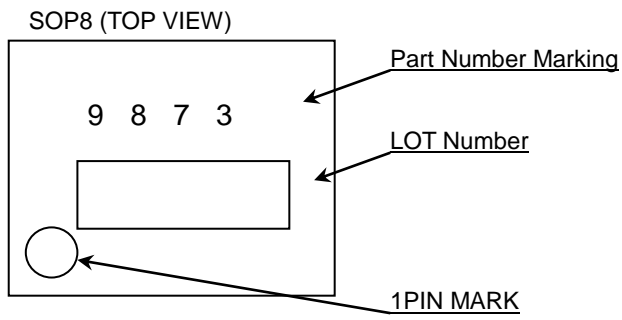 SOP8 (TOP VIEW)
Part Number Marking
9 8 7 3
LOT Number
1PIN MARK